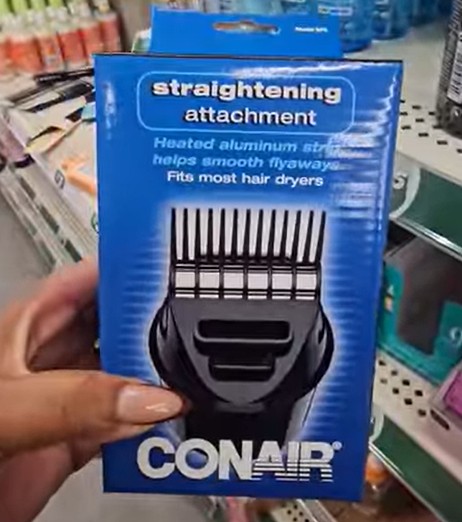 straightening
attachment
Heated aluminum
helps smooth flyaways
Fits most hair dryers
CONAIR®